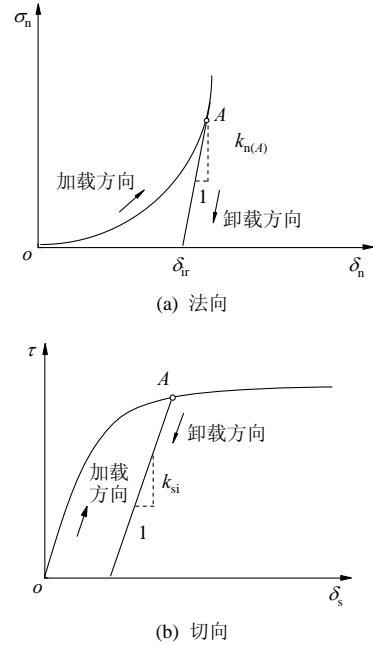 σn
A
kn(A)
加载方向
1
卸载方向
o
δir
δn
(a) 法向
τ
A
卸载方向
加载
方向
ksi
1
o
δs
(b) 切向